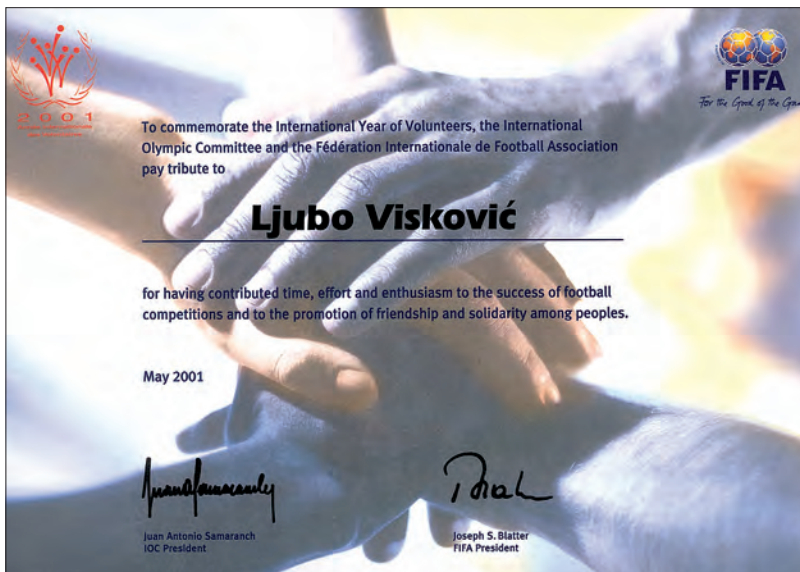 2001
FIFA
For the Good of the Game
To commemorate the International Year of Volunteers, the International
Olympic Committee and the Fédération Internationale de Football Association
pay tribute to
Ljubo Visković
for having contributed time, effort and enthusiasm to the success of football
competitions and to the promotion of friendship and solidarity among peoples.
May 2001
Juan Antonio Samaranch
IOC President
Joseph S. Blatter
FIFA President